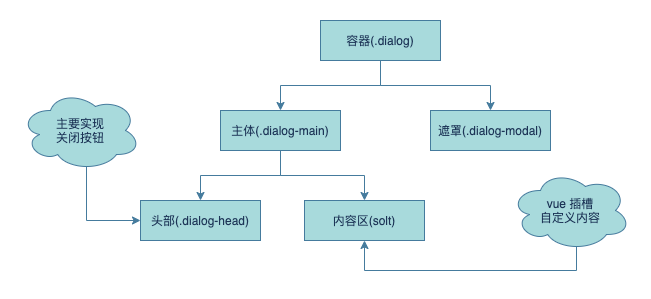 容器(.dialog)
主要实现
关闭按钮
主体(.dialog-main)
遮罩(.dialog-modal)
头部(.dialog-head)
内容区(solt)
vue 插槽
自定义内容